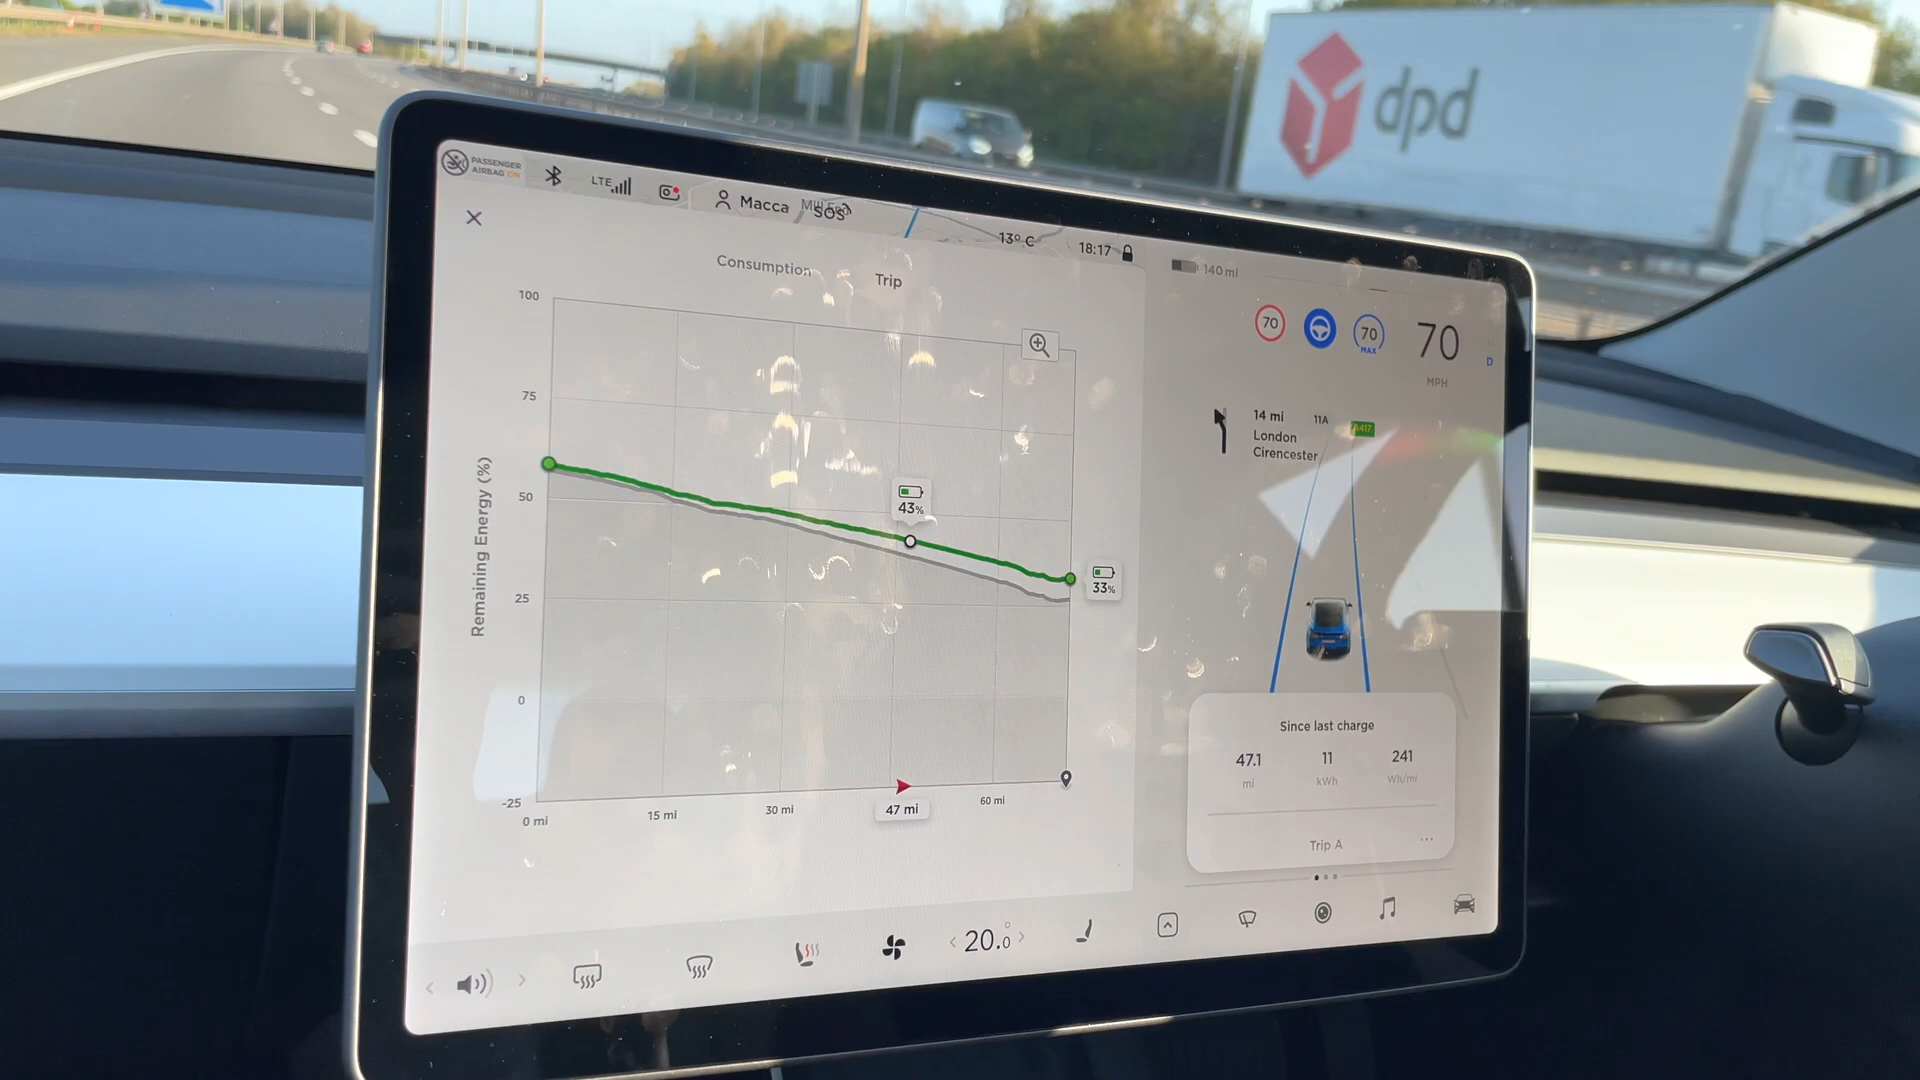 dpd
PASSENGER
AIRBAG ON
LTE
Macca
SOS
13° C
18:17
140 mi
Consumption
Trip
100
75
50
25
0
-25
Remaining Energy (%)
43%
33%
0 mi
15 mi
30 mi
47 mi
60 mi
70
70
MAX
70
MPH
D
14 mi
11A
A417
London
Cirencester
Since last charge
47.1
11
241
mi
kWh
Wh/mi
Trip A
20.0°